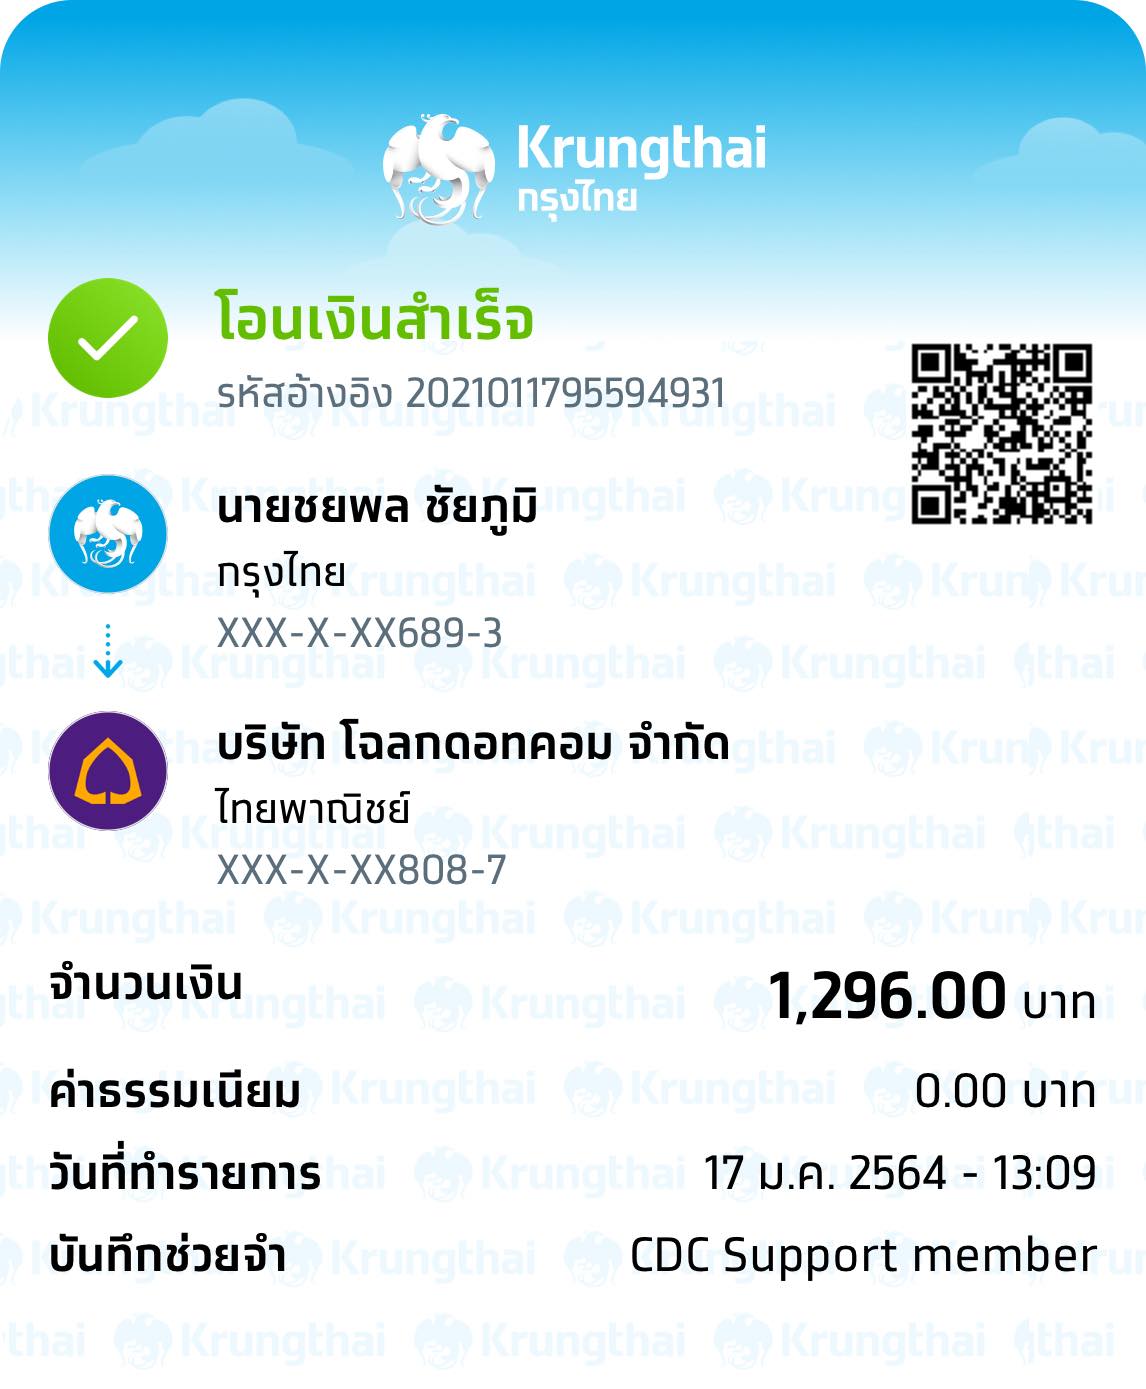 Krungthai
กรุงไทย
โอนเงินสำเร็จ
รหัสอ้างอิง 2021011795594931
นายชยพล ชัยภูมิ
กรุงไทย
XXX-X-XX689-3
บริษัท โฉลกดอทคอม จำกัด
ไทยพาณิชย์
XXX-X-XX808-7
จำนวนเงิน 1,296.00 บาท
ค่าธรรมเนียม 0.00 บาท
วันที่ทำรายการ 17 ม.ค. 2564 - 13:09
บันทึกช่วยจำ CDC Support member